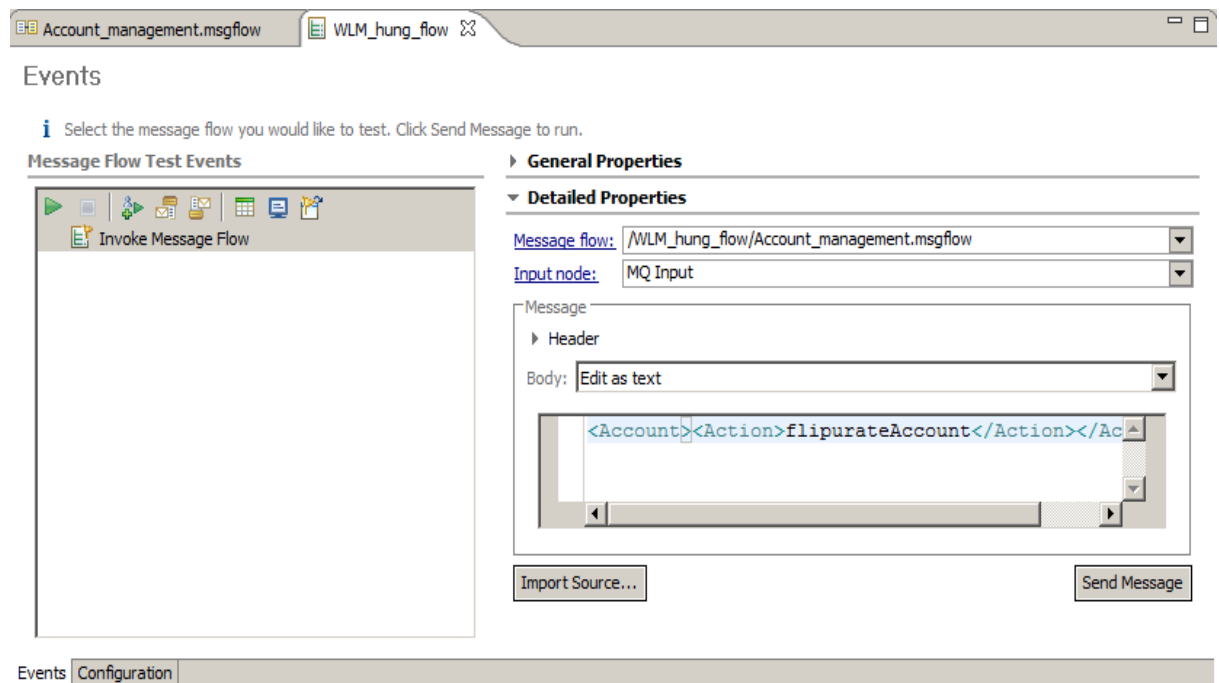 Account_management.msgflow WLM_hung_flow
Events
Select the message flow you would like to test. Click Send Message to run.
Message Flow Test Events
Invoke Message Flow
General Properties
Detailed Properties
Message flow: /WLM_hung_flow/Account_management.msgflow
Input node: MQ Input
Message
Header
Body: Edit as text
<Account><Action>flipurateAccount</Action></Ac
Import Source... Send Message
Events Configuration